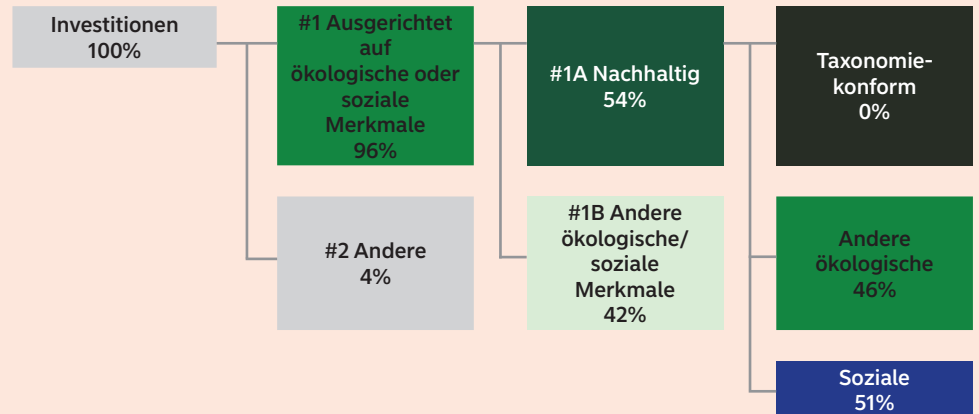 Investitionen
100%
#1 Ausgerichtet
auf
ökologische oder
soziale
Merkmale
96%
#1A Nachhaltig
54%
Taxonomie-
konform
0%
#2 Andere
4%
#1B Andere
ökologische/
soziale
Merkmale
42%
Andere
ökologische
46%
Soziale
51%